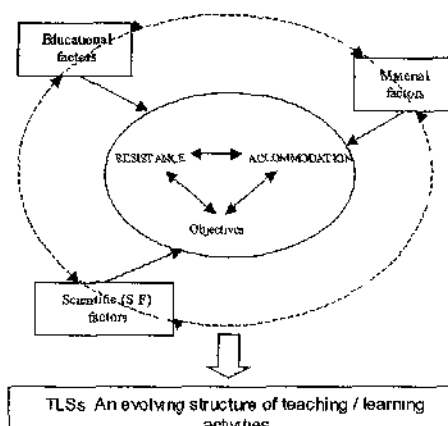 Educational
factors
Material
factors
RESISTANCE
ACCOMMODATION
Objectives
Scientific (S F)
factors
TLSs An evolving structure of teaching / learning
activities